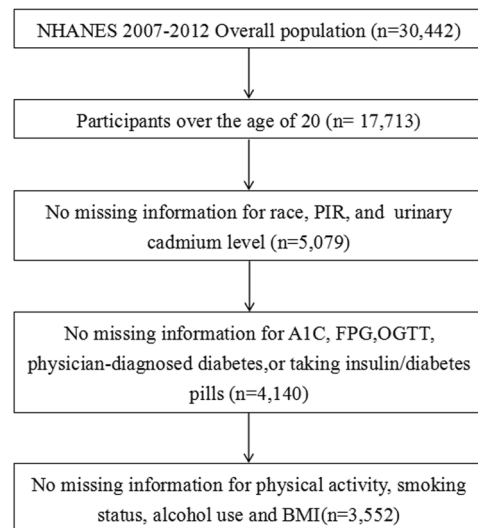 NHANES 2007-2012 Overall population (n=30,442)
Participants over the age of 20 (n= 17,713)
No missing information for race, PIR, and urinary
cadmium level (n=5,079)
No missing information for A1C, FPG,OGTT,
physician-diagnosed diabetes,or taking insulin/diabetes
pills (n=4,140)
No missing information for physical activity, smoking
status, alcohol use and BMI(n=3,552)